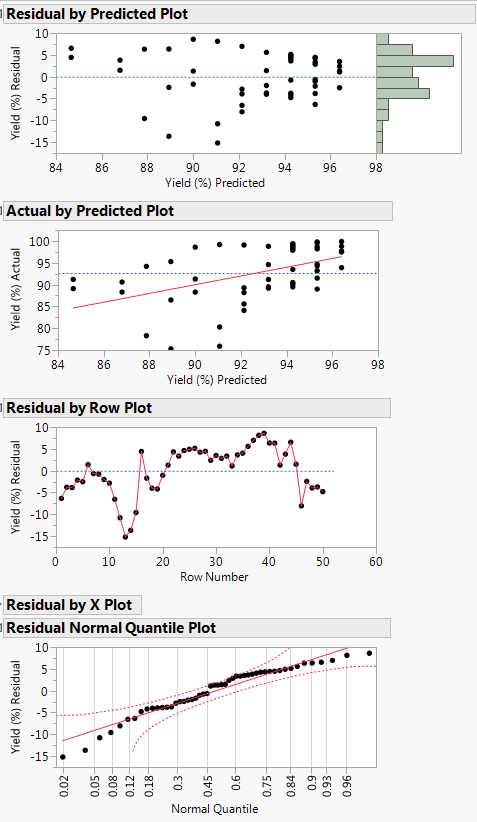 Residual by Predicted Plot
10
5
0
-5
-10
-15
Yield (%) Residual
84 86 88 90 92 94 96 98
Yield (%) Predicted
Actual by Predicted Plot
100
95
90
85
80
75
Yield (%) Actual
84 86 88 90 92 94 96 98
Yield (%) Predicted
Residual by Row Plot
10
5
0
-5
-10
-15
Yield (%) Residual
0 10 20 30 40 50 60
Row Number
Residual by X Plot
Residual Normal Quantile Plot
10
5
0
-5
-10
-15
Yield (%) Residual
0.02 0.05 0.08 0.12 0.18 0.3 0.45 0.6 0.75 0.84 0.9 0.93 0.96
Normal Quantile